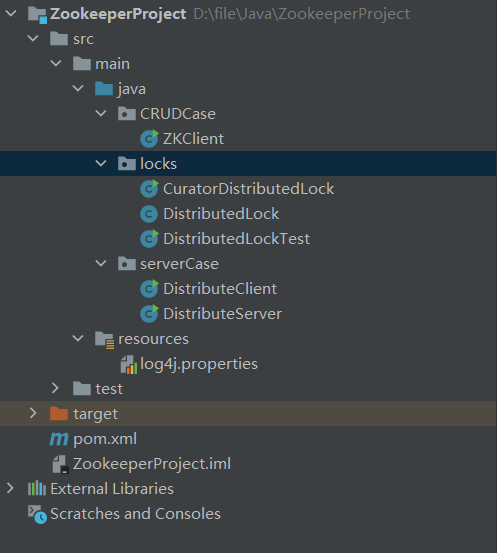 ZookeeperProject D:\file\Java\ZookeeperProject
src
main
java
CRUDCase
ZKClient
locks
CuratorDistributedLock
DistributedLock
DistributedLockTest
serverCase
DistributeClient
DistributeServer
resources
log4j.properties
test
target
pom.xml
ZookeeperProject.iml
External Libraries
Scratches and Consoles